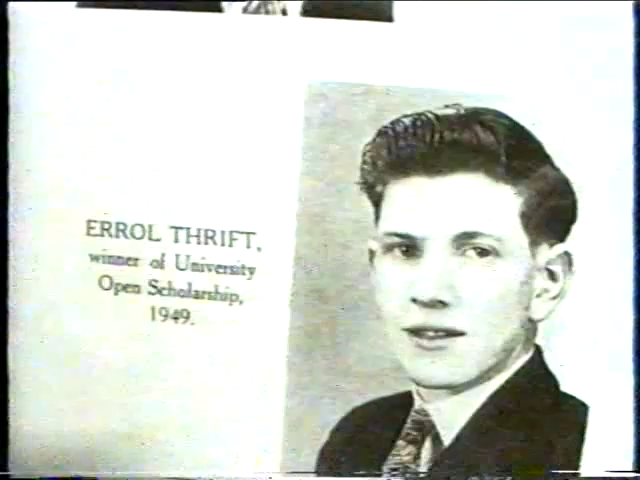 ERROL THRIFT,
winner of University
Open Scholarship,
1949.